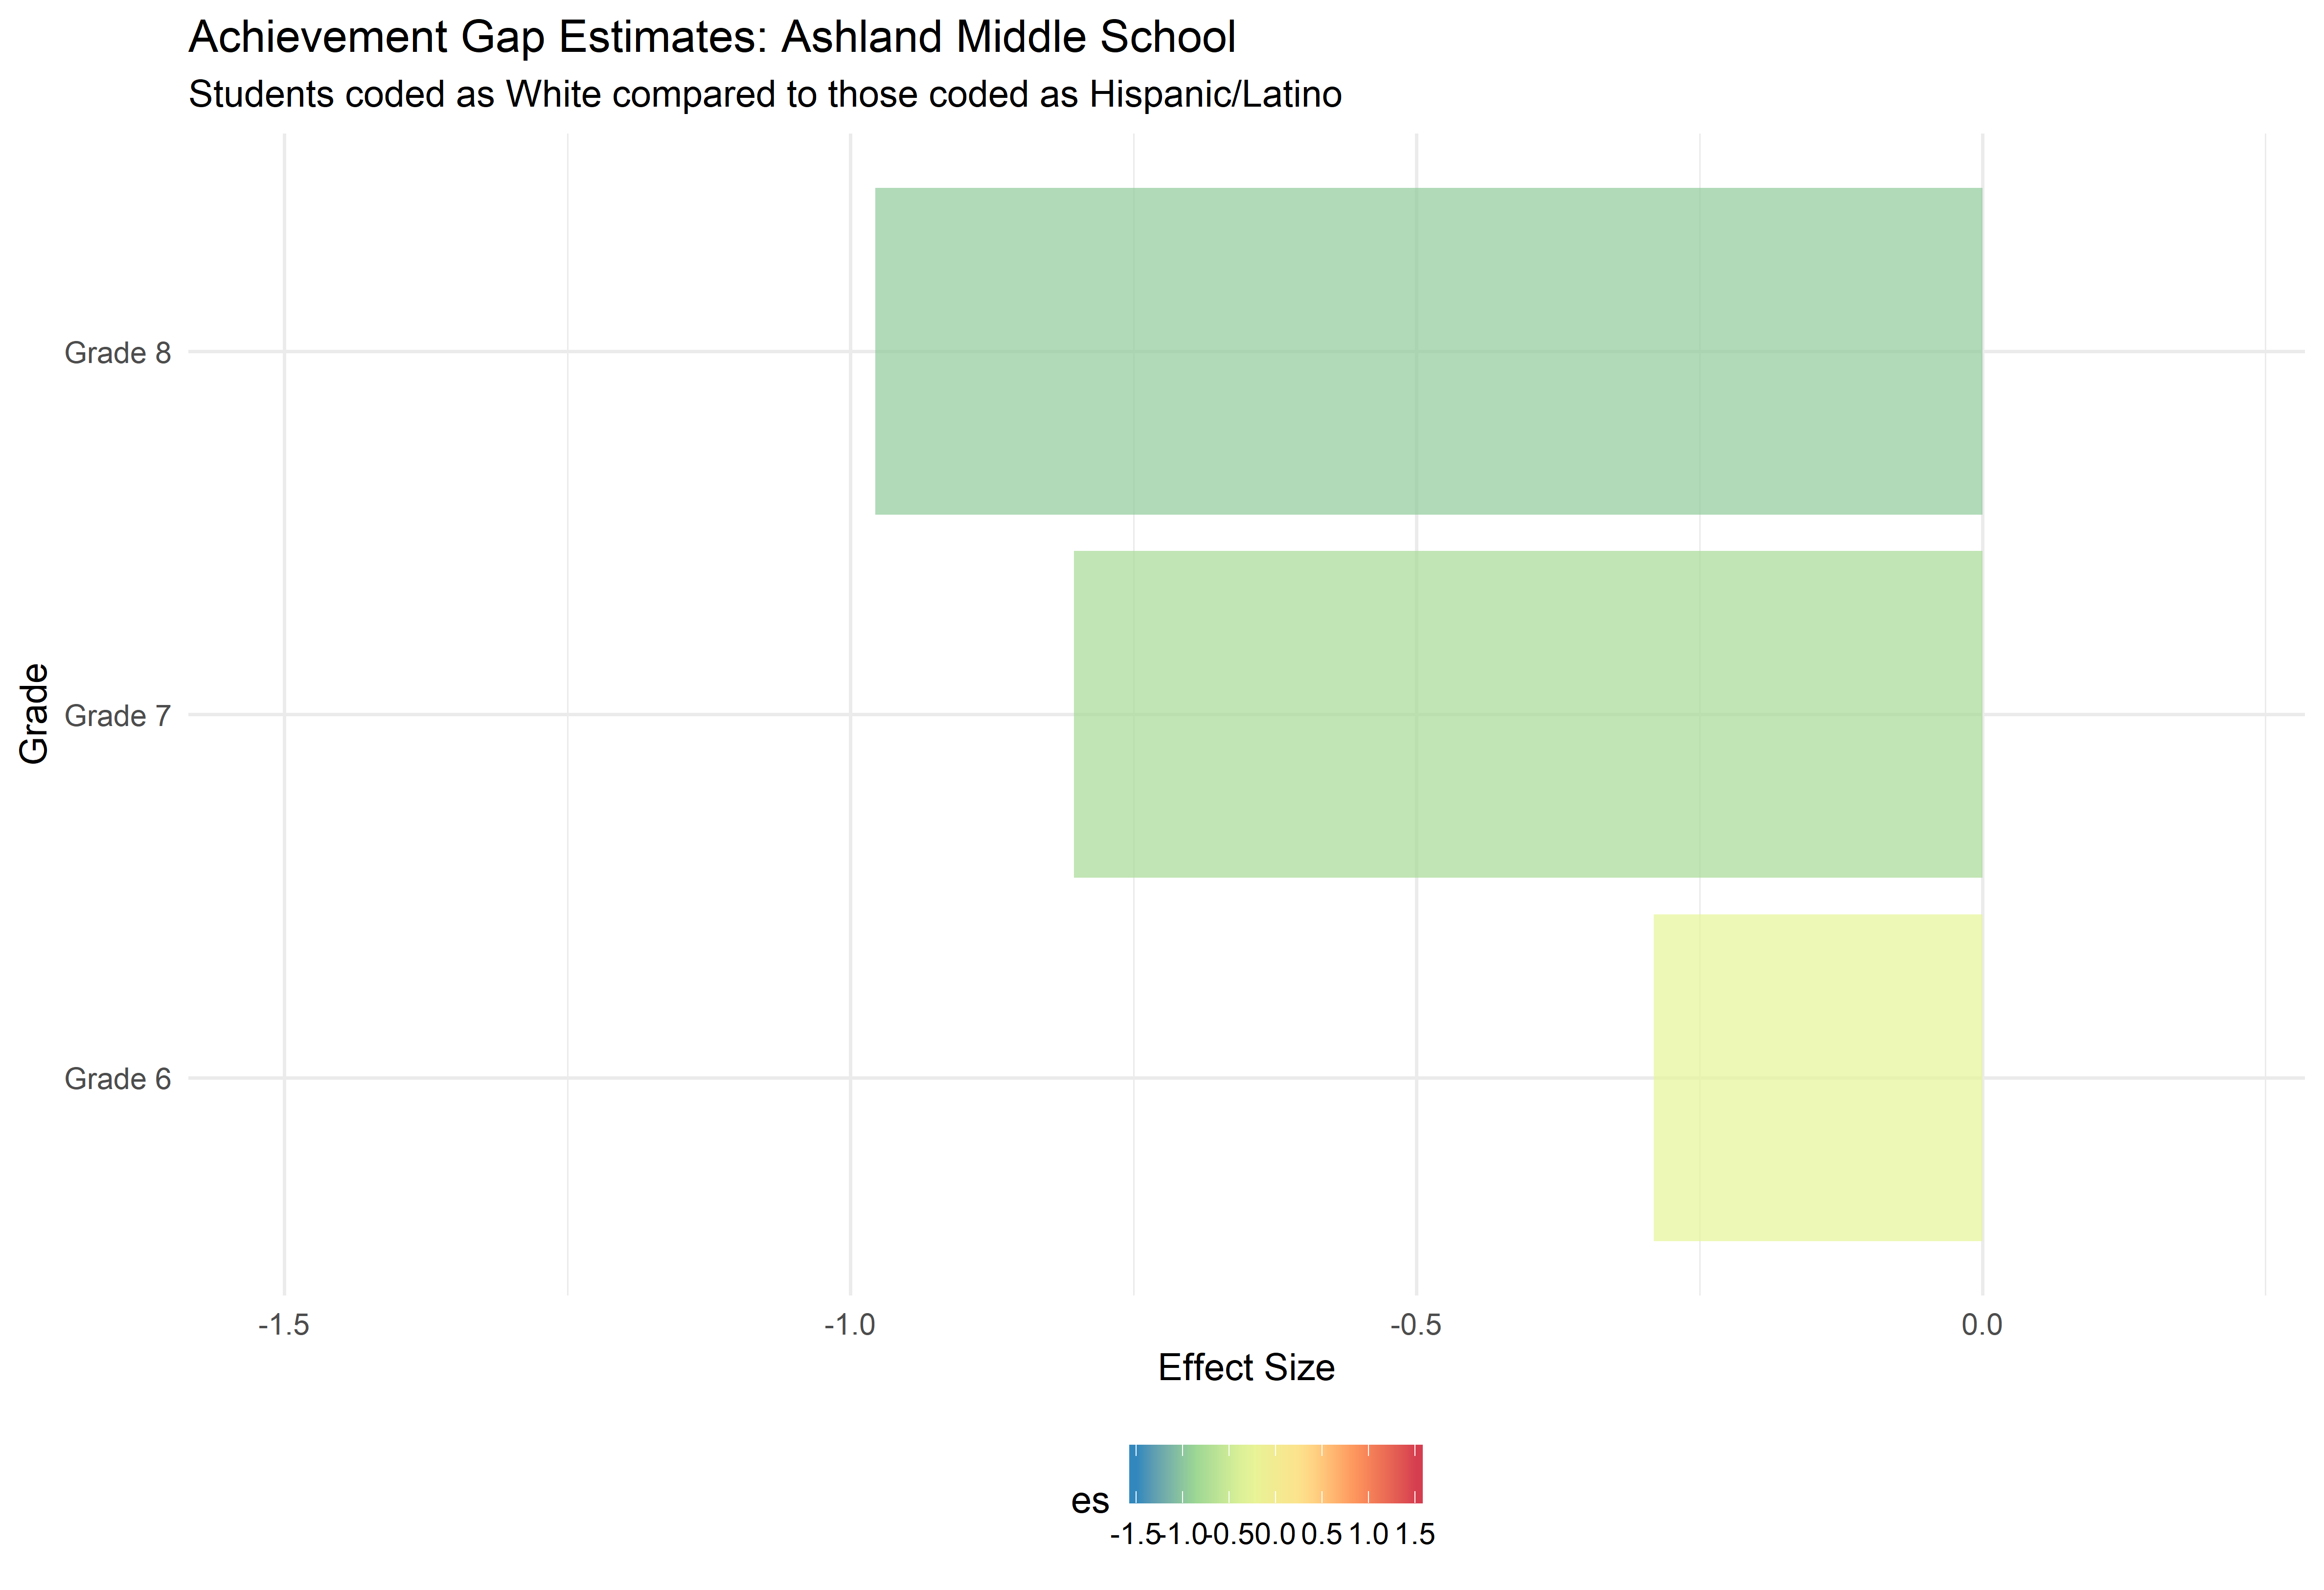 Achievement Gap Estimates: Ashland Middle School
Students coded as White compared to those coded as Hispanic/Latino
Grade
Grade 8
Grade 7
Grade 6
-1.5 -1.0 -0.5 0.0
Effect Size
es
-1.5 -1.0 -0.5 0.0 0.5 1.0 1.5